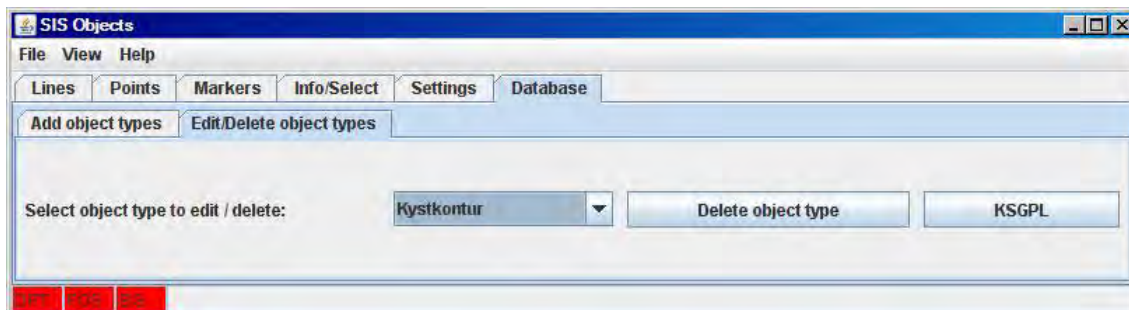 SIS Objects
File View Help
Lines Points Markers Info/Select Settings Database
Add object types Edit/Delete object types
Select object type to edit / delete: Kystkontur Delete object type KSGPL